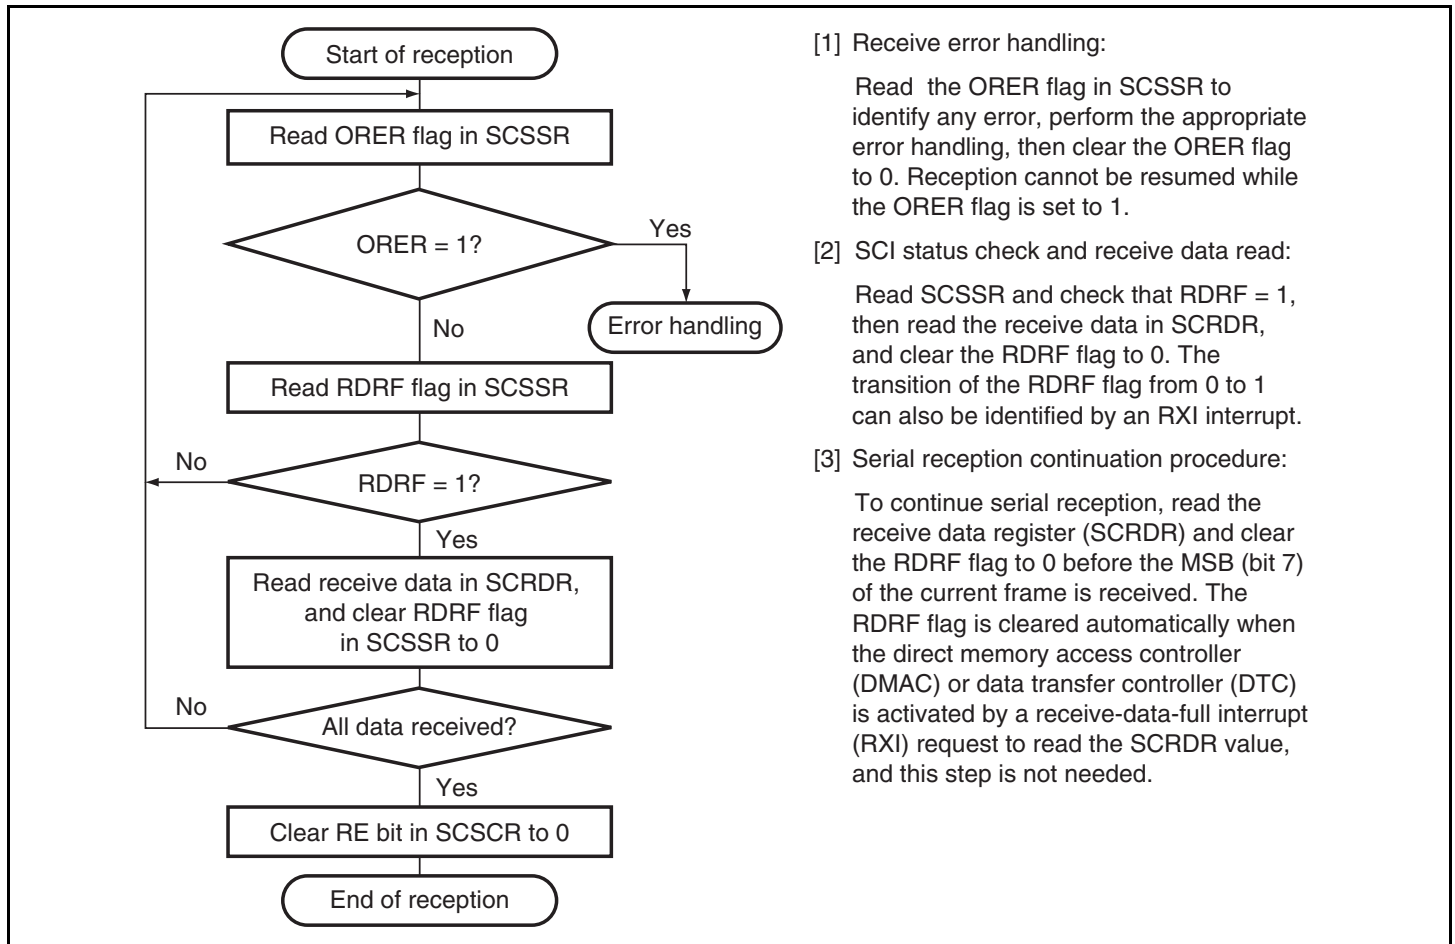 Start of reception
Read ORER flag in SCSSR
ORER = 1?
Yes
Error handling
No
Read RDRF flag in SCSSR
No
RDRF = 1?
Yes
Read receive data in SCRDR,
and clear RDRF flag
in SCSSR to 0
No
All data received?
Yes
Clear RE bit in SCSCR to 0
End of reception
[1] Receive error handling:
Read the ORER flag in SCSSR to
identify any error, perform the appropriate
error handling, then clear the ORER flag
to 0. Reception cannot be resumed while
the ORER flag is set to 1.
[2] SCI status check and receive data read:
Read SCSSR and check that RDRF = 1,
then read the receive data in SCRDR,
and clear the RDRF flag to 0. The
transition of the RDRF flag from 0 to 1
can also be identified by an RXI interrupt.
[3] Serial reception continuation procedure:
To continue serial reception, read the
receive data register (SCRDR) and clear
the RDRF flag to 0 before the MSB (bit 7)
of the current frame is received. The
RDRF flag is cleared automatically when
the direct memory access controller
(DMAC) or data transfer controller (DTC)
is activated by a receive-data-full interrupt
(RXI) request to read the SCRDR value,
and this step is not needed.